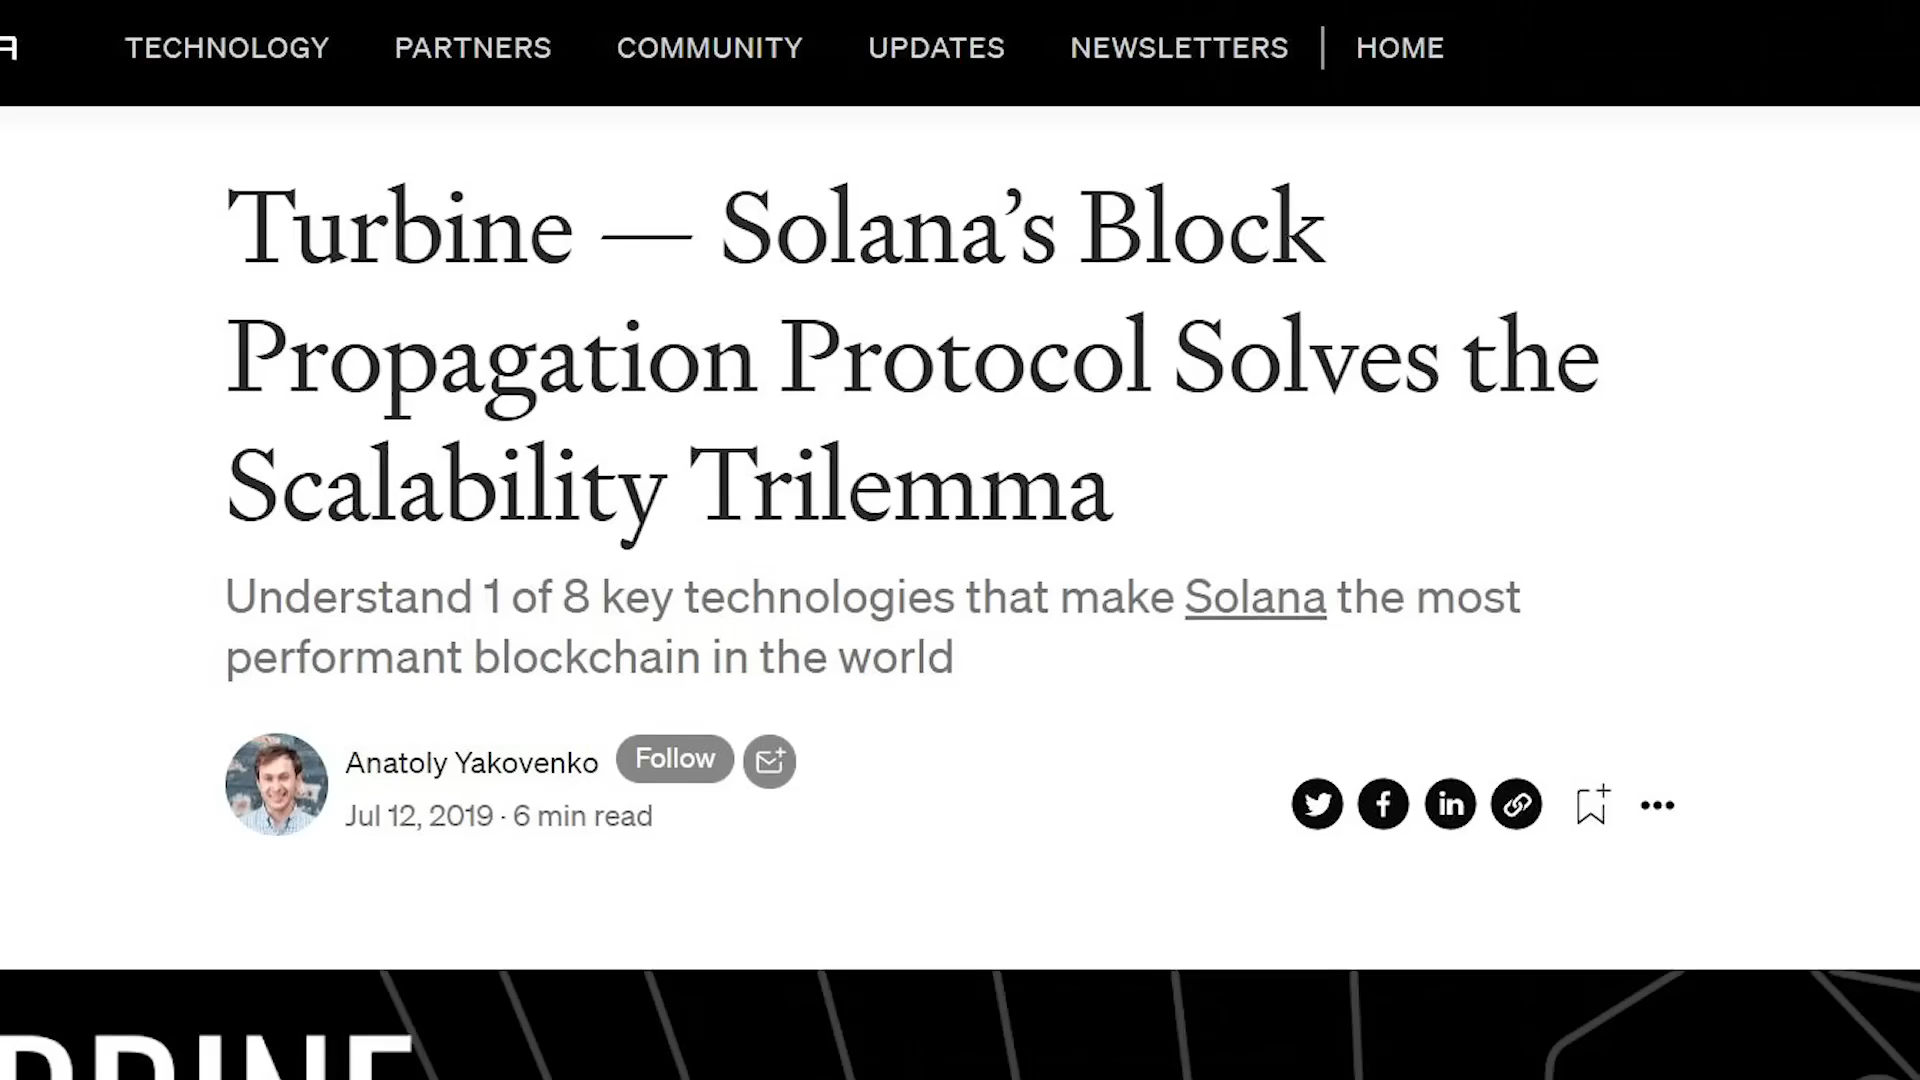 TECHNOLOGY PARTNERS COMMUNITY UPDATES NEWSLETTERS | HOME
Turbine — Solana’s Block
Propagation Protocol Solves the
Scalability Trilemma
Understand 1 of 8 key technologies that make Solana the most
performant blockchain in the world
Anatoly Yakovenko Follow
Jul 12, 2019 · 6 min read